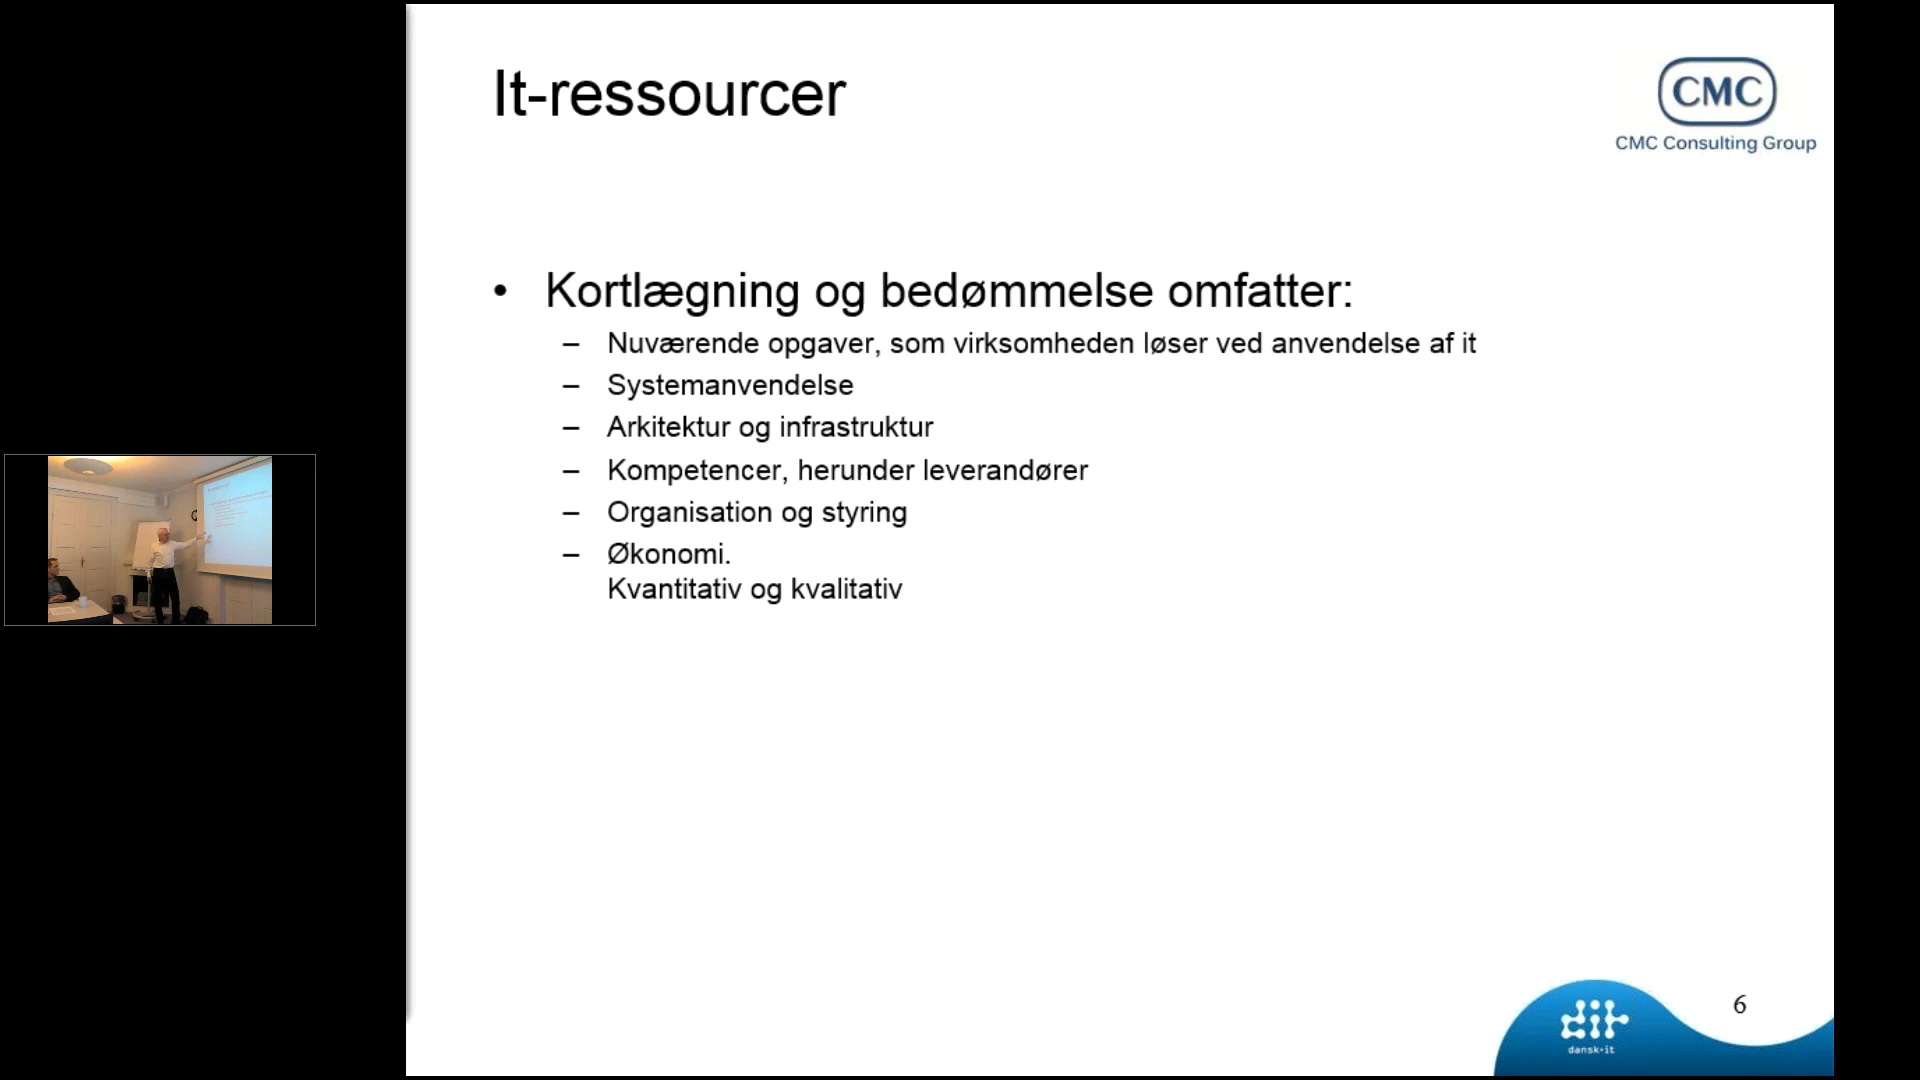 It-ressourcer
CMC
CMC Consulting Group
• Kortlægning og bedømmelse omfatter:
– Nuværende opgaver, som virksomheden løser ved anvendelse af it
– Systemanvendelse
– Arkitektur og infrastruktur
– Kompetencer, herunder leverandører
– Organisation og styring
– Økonomi.
Kvantitativ og kvalitativ
6
dit
dansk·it